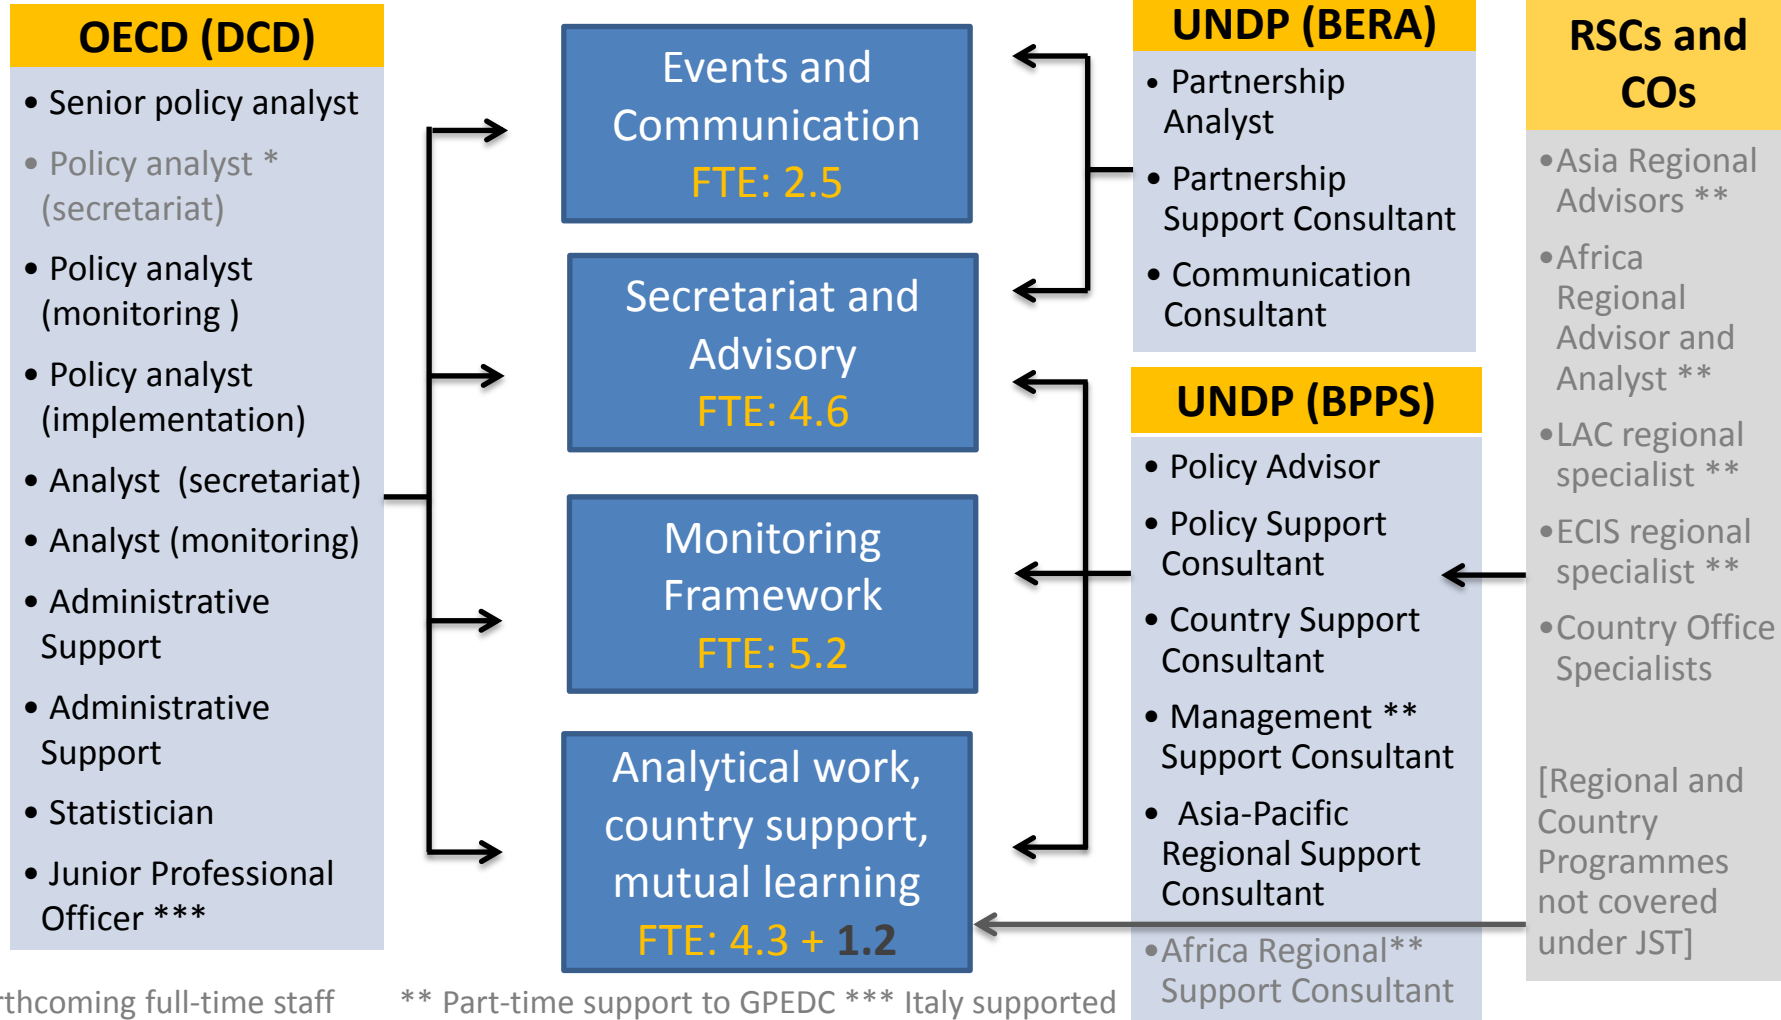 OECD (DCD)
• Senior policy analyst
• Policy analyst *
(secretariat)
• Policy analyst
(monitoring )
• Policy analyst
(implementation)
• Analyst (secretariat)
• Analyst (monitoring)
• Administrative
Support
• Administrative
Support
• Statistician
• Junior Professional
Officer ***
Events and
Communication
FTE: 2.5
Secretariat and
Advisory
FTE: 4.6
Monitoring
Framework
FTE: 5.2
Analytical work,
country support,
mutual learning
FTE: 4.3 + 1.2
UNDP (BERA)
• Partnership
Analyst
• Partnership
Support Consultant
• Communication
Consultant
UNDP (BPPS)
• Policy Advisor
• Policy Support
Consultant
• Country Support
Consultant
• Management **
Support Consultant
• Asia-Pacific
Regional Support
Consultant
•Africa Regional**
Support Consultant
RSCs and
COs
•Asia Regional
Advisors **
•Africa
Regional
Advisor and
Analyst **
•LAC regional
specialist **
•ECIS regional
specialist **
•Country Office
Specialists
[Regional and
Country
Programmes
not covered
under JST]
rthcoming full-time staff ** Part-time support to GPEDC *** Italy supported